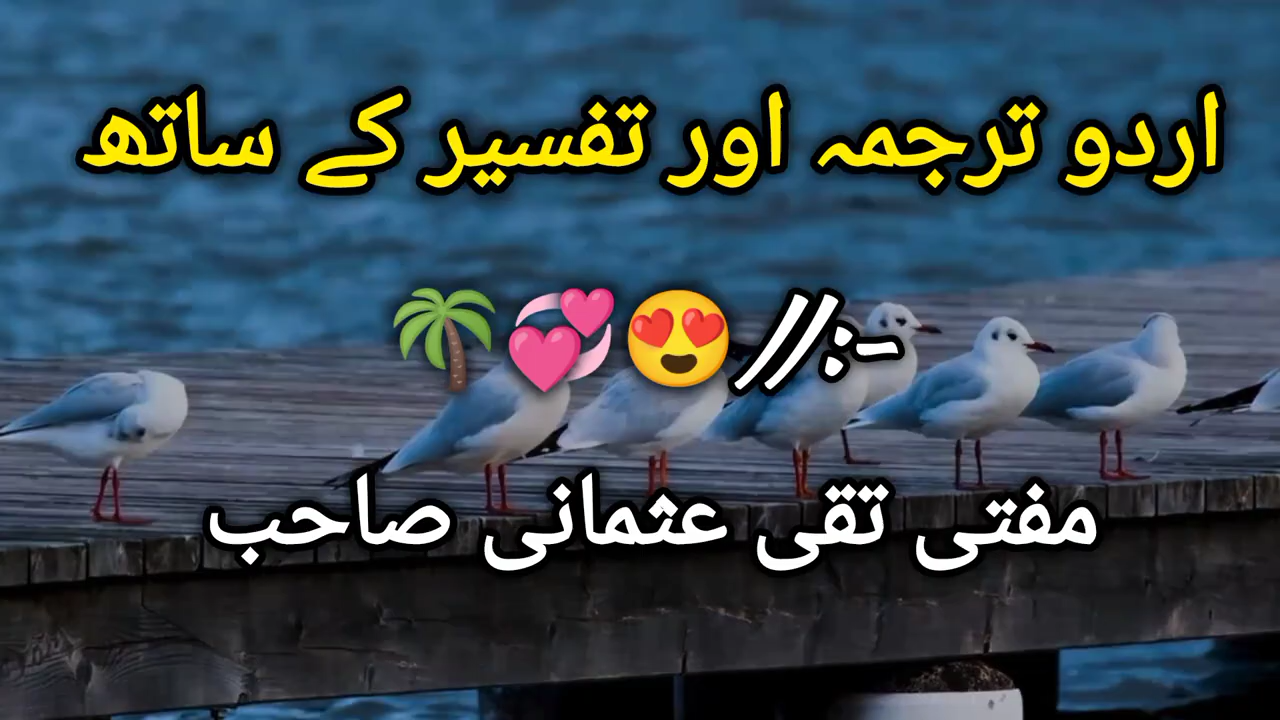 اردو ترجمہ اور تفسیر کے ساتھ
-://😍💞🌴
مفتی تقی عثمانی صاحب